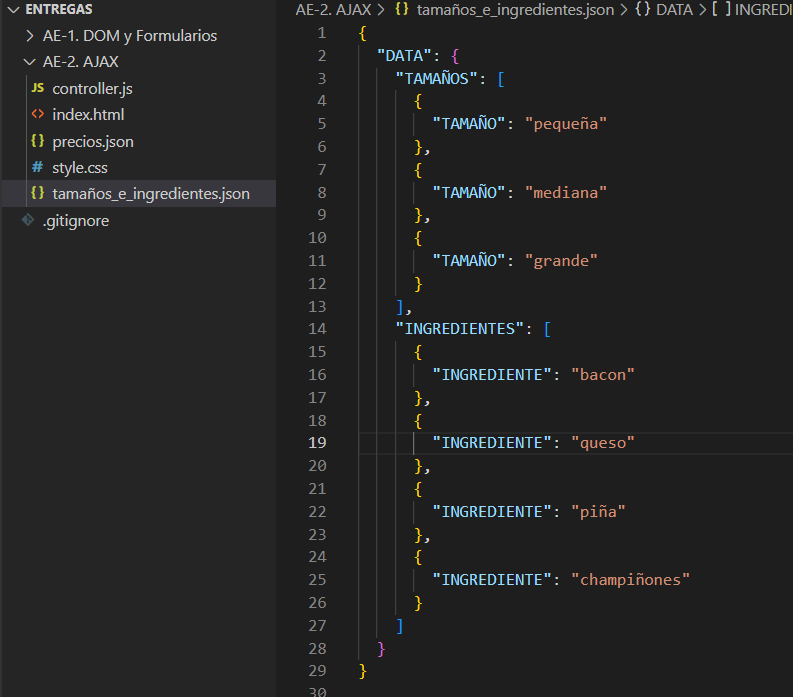 ENTREGAS
AE-1. DOM y Formularios
AE-2. AJAX
JS controller.js
<> index.html
{} precios.json
# style.css
{} tamaños_e_ingredientes.json
.gitignore
AE-2. AJAX > {} tamaños_e_ingredientes.json > {} DATA > [ ] INGREDI
1 {
2 "DATA": {
3 "TAMAÑOS": [
4 {
5 "TAMAÑO": "pequeña"
6 },
7 {
8 "TAMAÑO": "mediana"
9 },
10 {
11 "TAMAÑO": "grande"
12 }
13 ],
14 "INGREDIENTES": [
15 {
16 "INGREDIENTE": "bacon"
17 },
18 {
19 "INGREDIENTE": "queso"
20 },
21 {
22 "INGREDIENTE": "piña"
23 },
24 {
25 "INGREDIENTE": "champiñones"
26 }
27 ]
28 }
29 }
30